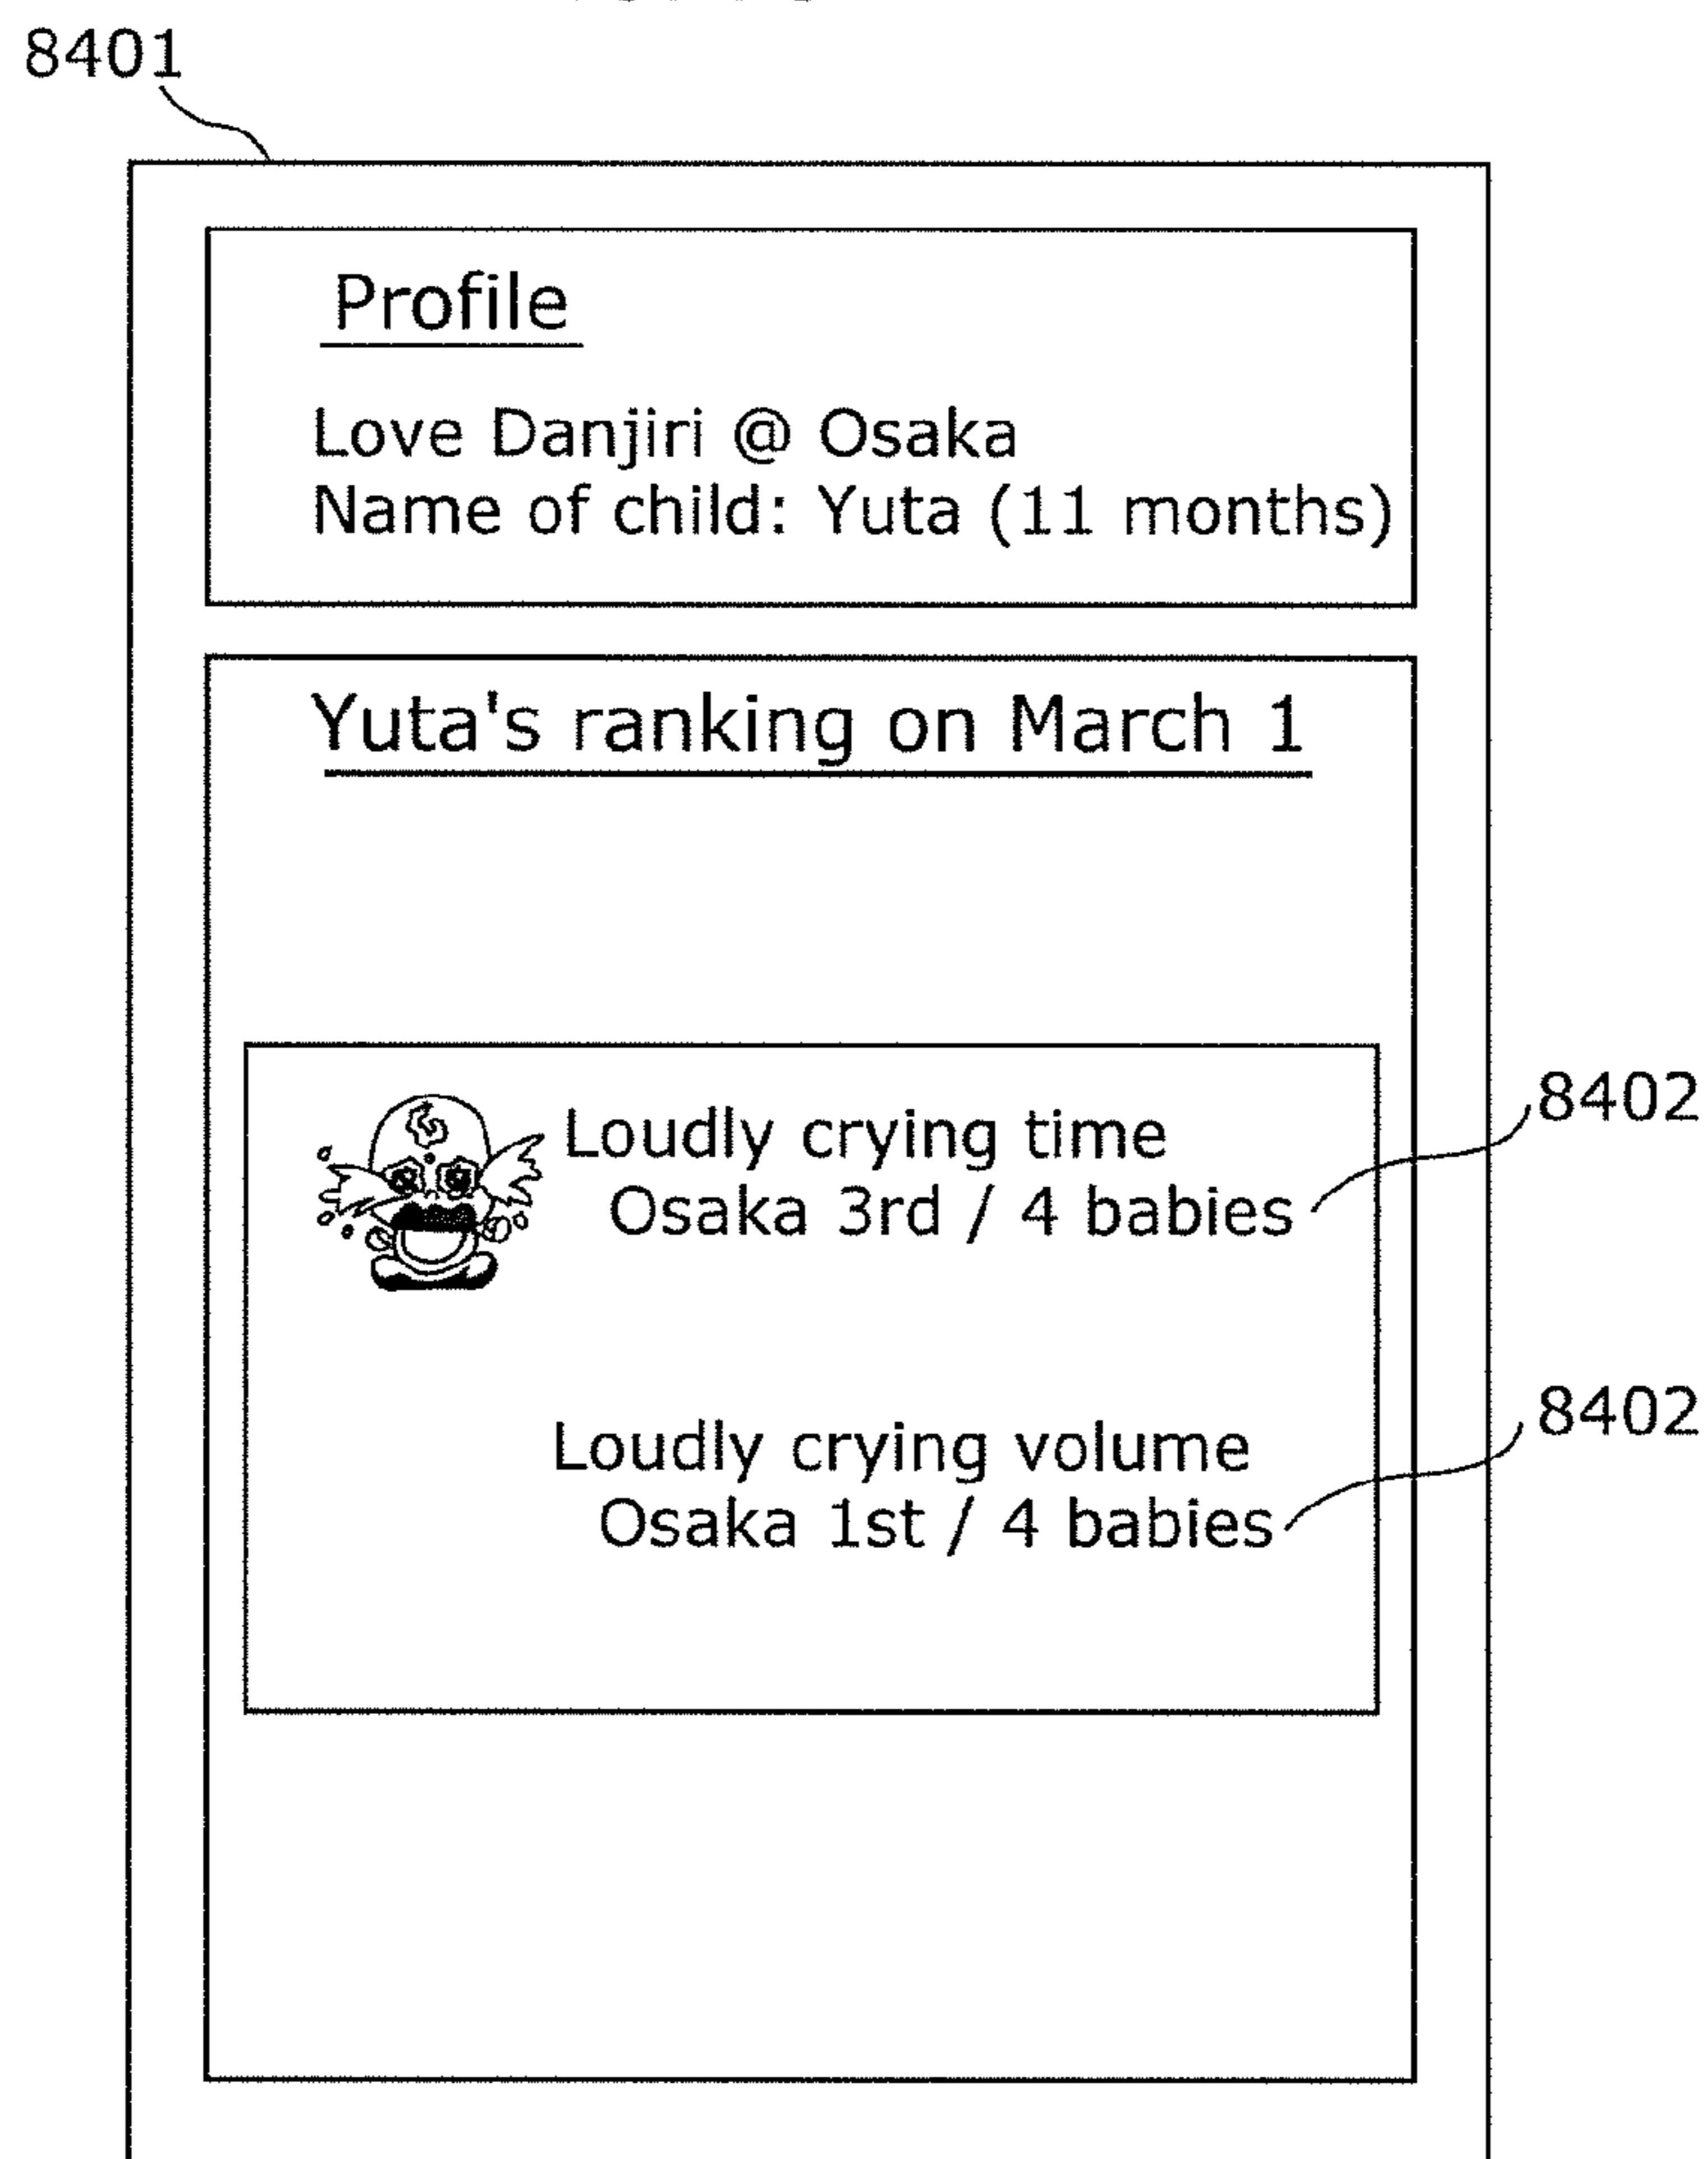 8401
Profile
Love Danjiri @ Osaka
Name of child: Yuta (11 months)
Yuta's ranking on March 1
Loudly crying time
Osaka 3rd / 4 babies
8402
Loudly crying volume
Osaka 1st / 4 babies
8402